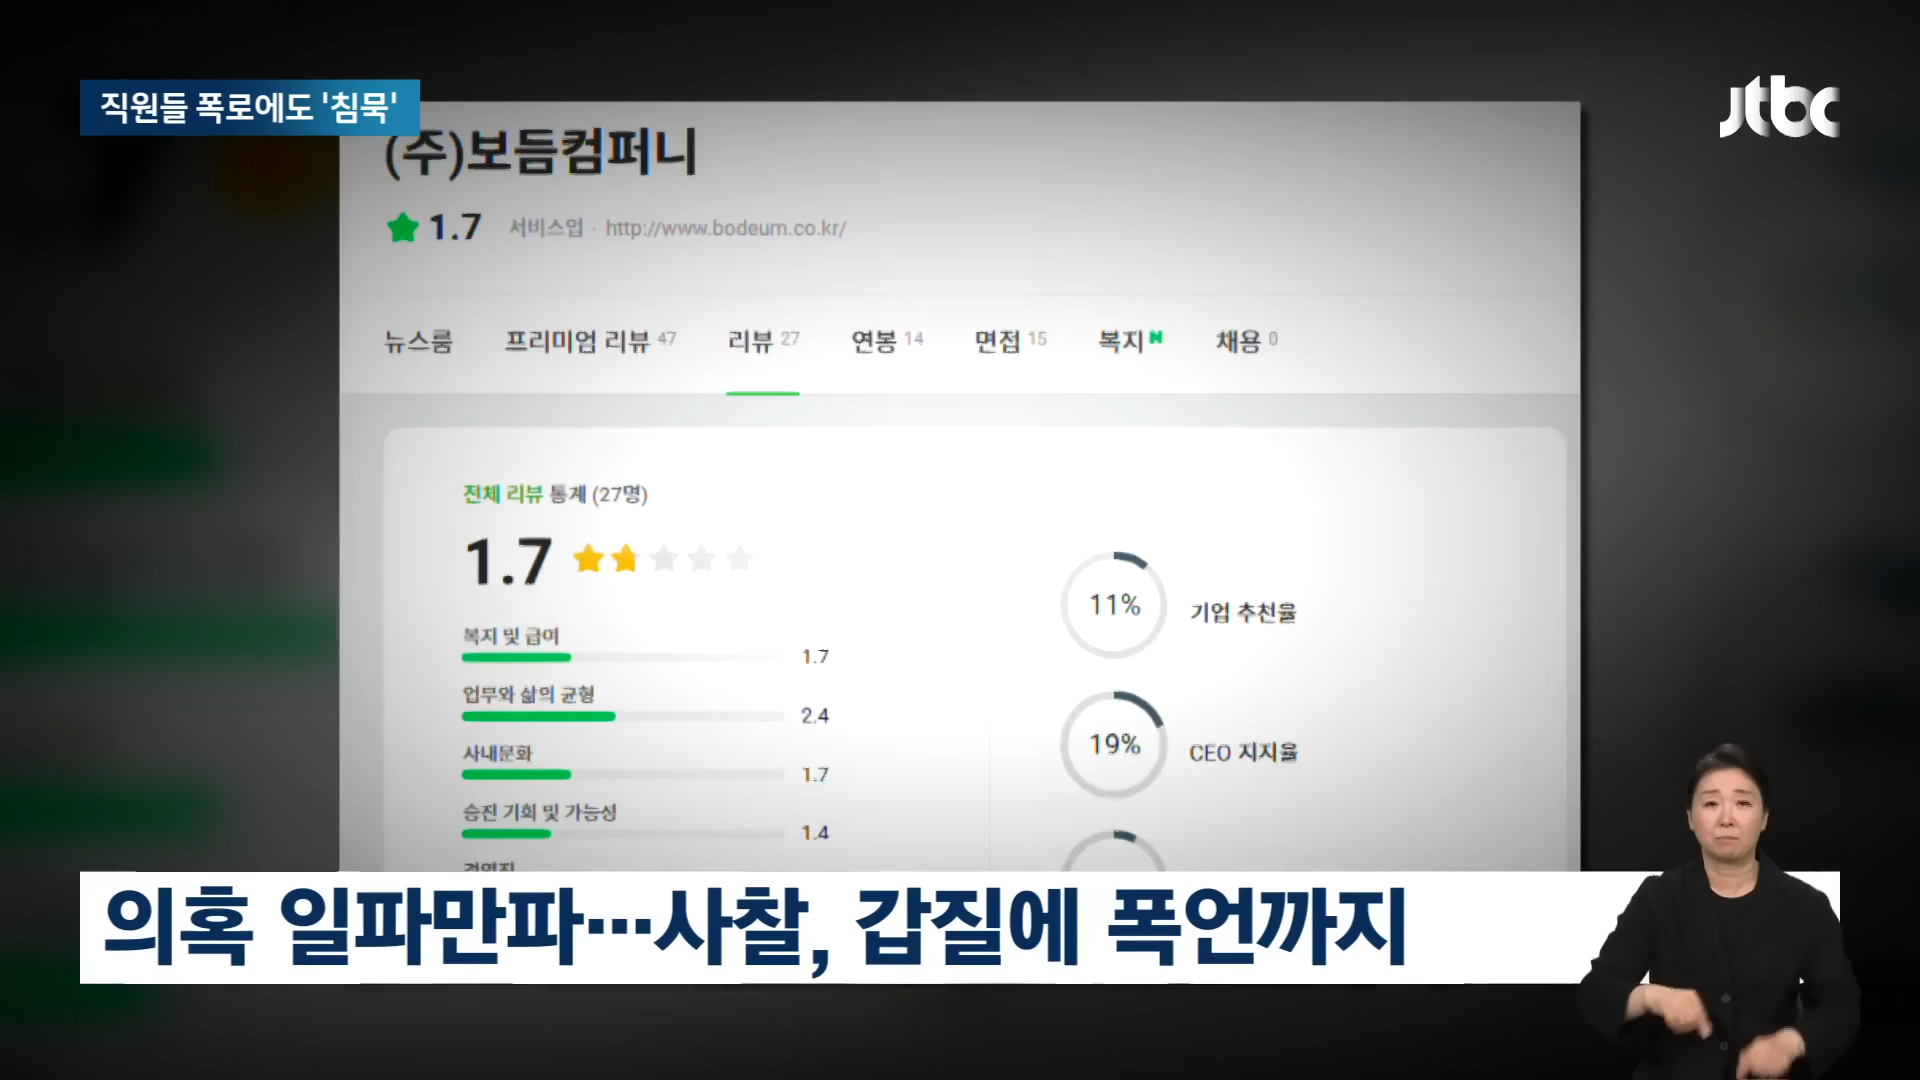 직원들 폭로에도 '침묵'
jtbc
(주)보듬컴퍼니
1.7 서비스업 · http://www.bodeum.co.kr/
뉴스룸 프리미엄 리뷰 47 리뷰 27 연봉 14 면접 15 복지 N 채용 0
전체 리뷰 통계 (27명)
1.7
복지 및 급여
1.7
업무와 삶의 균형
2.4
사내문화
1.7
승진 기회 및 가능성
1.4
11% 기업 추천율
19% CEO 지지율
의혹 일파만파…사찰, 갑질에 폭언까지